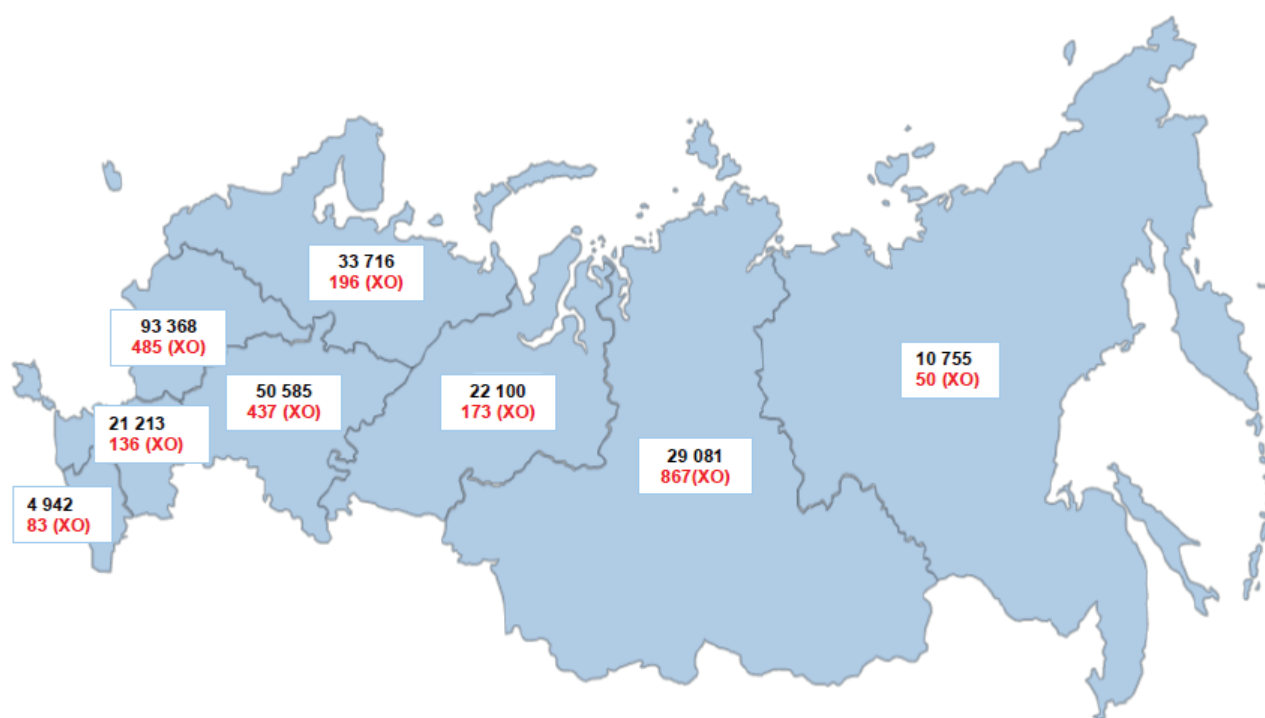 33 716
196 (ХО)
93 368
485 (ХО)
50 585
437 (ХО)
22 100
173 (ХО)
10 755
50 (ХО)
21 213
136 (ХО)
29 081
867(ХО)
4 942
83 (ХО)